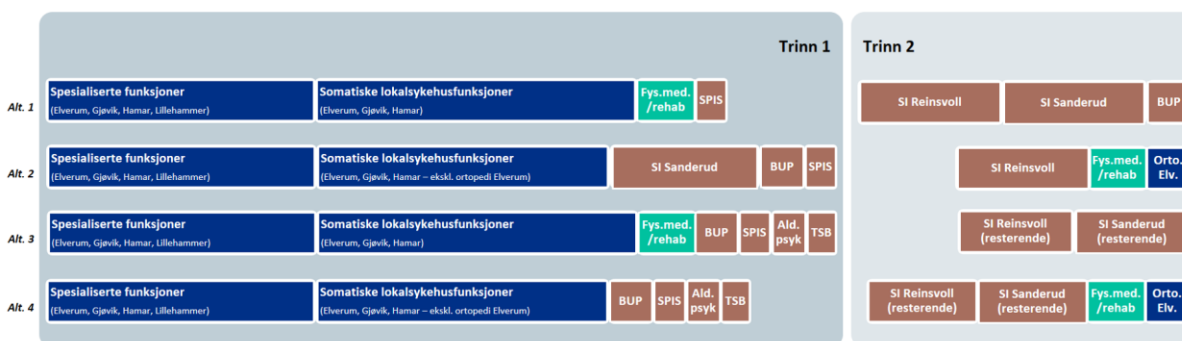 Trinn 1
Trinn 2
Alt. 1
Spesialiserte funksjoner
(Elverum, Gjøvik, Hamar, Lillehammer)
Somatiske lokalsykehusfunksjoner
(Elverum, Gjøvik, Hamar)
Fys.med.
/rehab
SPIS
SI Reinsvoll
SI Sanderud
BUP
Alt. 2
Spesialiserte funksjoner
(Elverum, Gjøvik, Hamar, Lillehammer)
Somatiske lokalsykehusfunksjoner
(Elverum, Gjøvik, Hamar – ekskl. ortopedi Elverum)
SI Sanderud
BUP
SPIS
SI Reinsvoll
Fys.med.
/rehab
Orto.
Elv.
Alt. 3
Spesialiserte funksjoner
(Elverum, Gjøvik, Hamar, Lillehammer)
Somatiske lokalsykehusfunksjoner
(Elverum, Gjøvik, Hamar)
Fys.med.
/rehab
BUP
SPIS
Ald.
psyk
TSB
SI Reinsvoll
(resterende)
SI Sanderud
(resterende)
Alt. 4
Spesialiserte funksjoner
(Elverum, Gjøvik, Hamar, Lillehammer)
Somatiske lokalsykehusfunksjoner
(Elverum, Gjøvik, Hamar – ekskl. ortopedi Elverum)
BUP
SPIS
Ald.
psyk
TSB
SI Reinsvoll
(resterende)
SI Sanderud
(resterende)
Fys.med.
/rehab
Orto.
Elv.